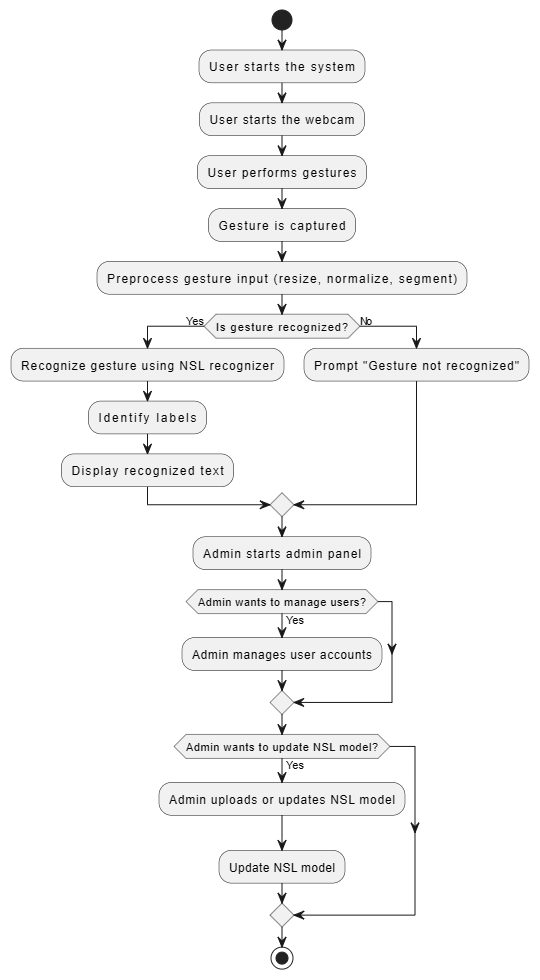 User starts the system
User starts the webcam
User performs gestures
Gesture is captured
Preprocess gesture input (resize, normalize, segment)
Yes
Is gesture recognized?
No
Recognize gesture using NSL recognizer
Prompt "Gesture not recognized"
Identify labels
Display recognized text
Admin starts admin panel
Admin wants to manage users?
Yes
Admin manages user accounts
Admin wants to update NSL model?
Yes
Admin uploads or updates NSL model
Update NSL model